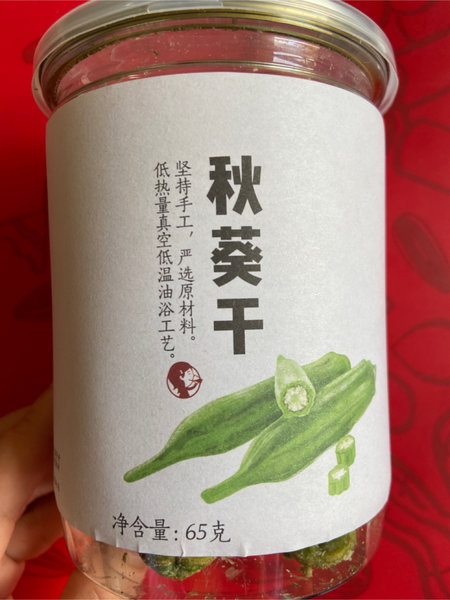 秋葵干
坚持手工，严选原材料。
低热量真空低温油浴工艺。
净含量：65克